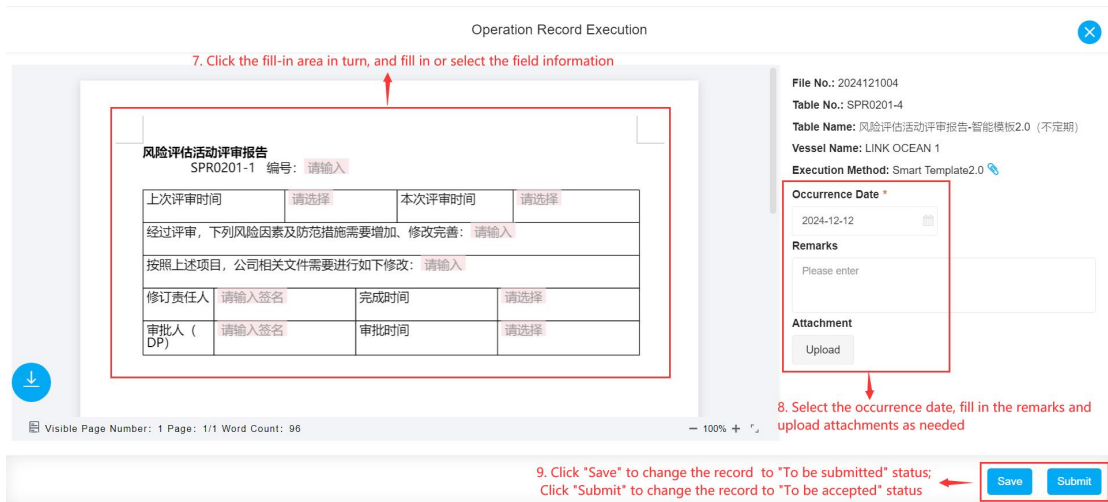 Operation Record Execution
7. Click the fill-in area in turn, and fill in or select the field information
风险评估活动评审报告
SPR0201-1 编号: 请输入
上次评审时间 请选择 本次评审时间 请选择
经过评审，下列风险因素及防范措施需要增加、修改完善: 请输入
按照上述项目，公司相关文件需要进行如下修改: 请输入
修订责任人 请输入签名 完成时间 请选择
审批人（ 请输入签名 审批时间 请选择
DP)
Visible Page Number: 1 Page: 1/1 Word Count: 96 — 100% +
File No.: 2024121004
Table No.: SPR0201-4
Table Name: 风险评估活动评审报告-智能模板2.0（不定期）
Vessel Name: LINK OCEAN 1
Execution Method: Smart Template2.0
Occurrence Date *
2024-12-12
Remarks
Please enter
Attachment
Upload
8. Select the occurrence date, fill in the remarks and
upload attachments as needed
9. Click "Save" to change the record to "To be submitted" status;
Click "Submit" to change the record to "To be accepted" status
Save Submit